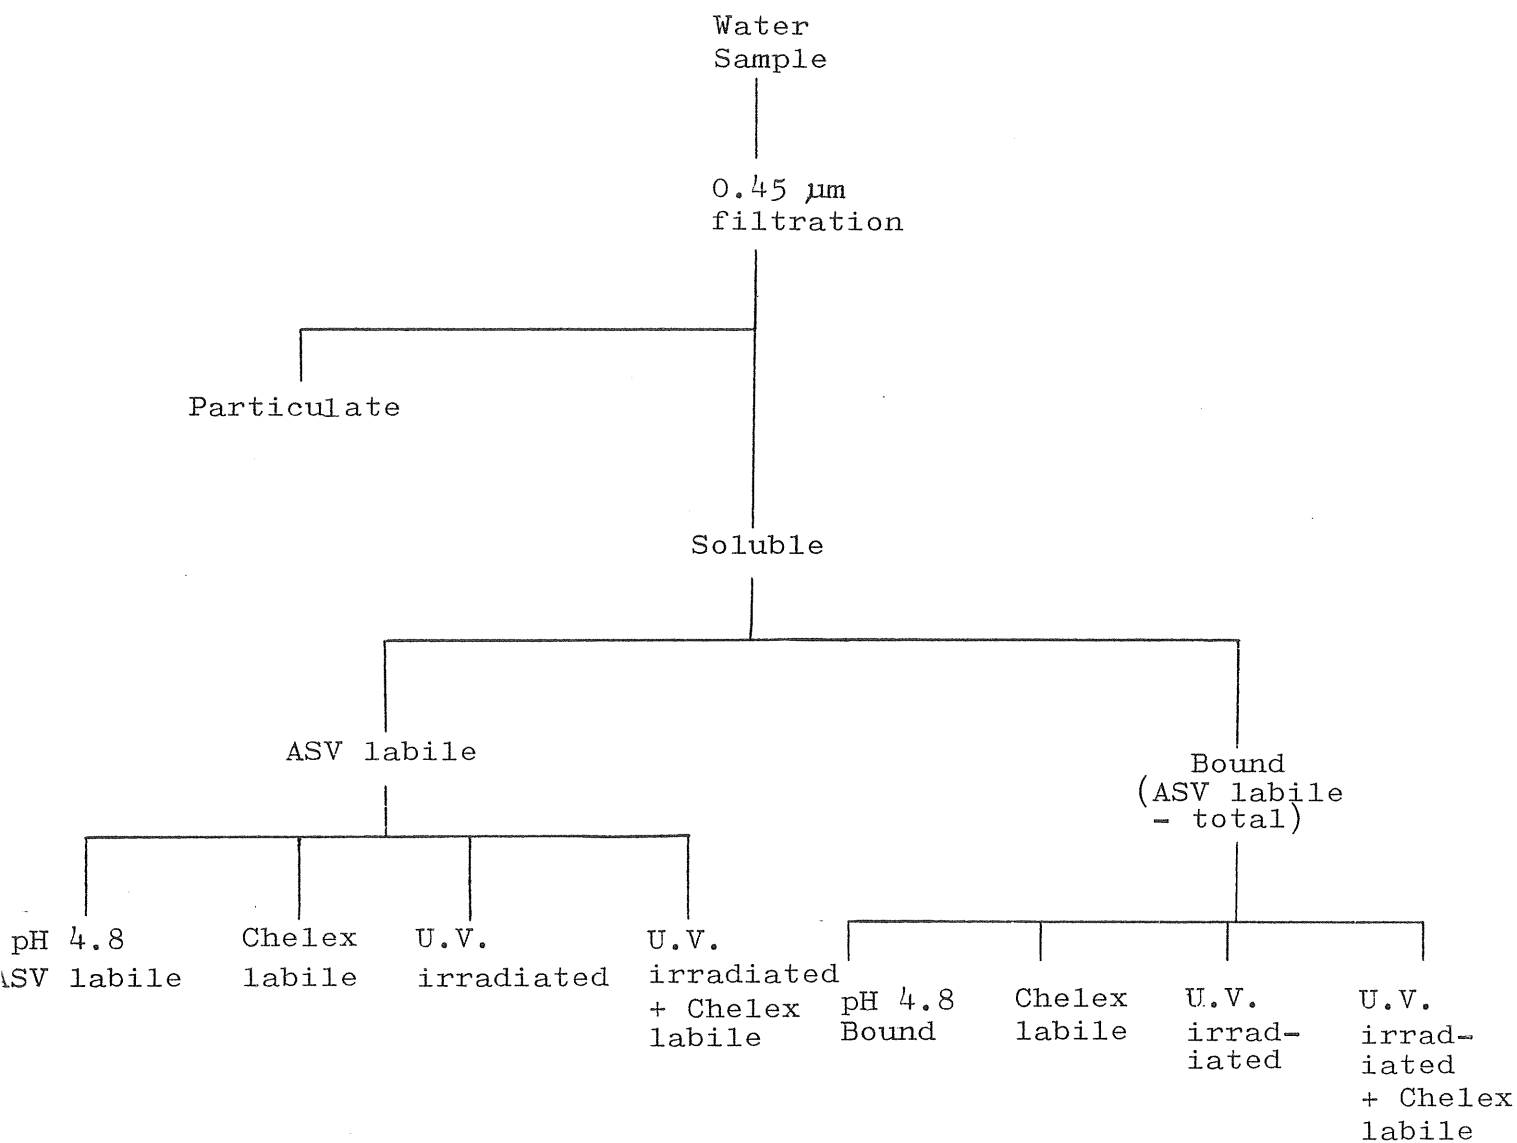 Water
Sample
0.45 µm
filtration
Particulate
Soluble
ASV labile
Bound
(ASV labile
- total)
pH 4.8
ASV labile
Chelex
labile
U.V.
irradiated
U.V.
irradiated
+ Chelex
labile
pH 4.8
Bound
Chelex
labile
U.V.
irrad-
iated
U.V.
irrad-
iated
+ Chelex
labile